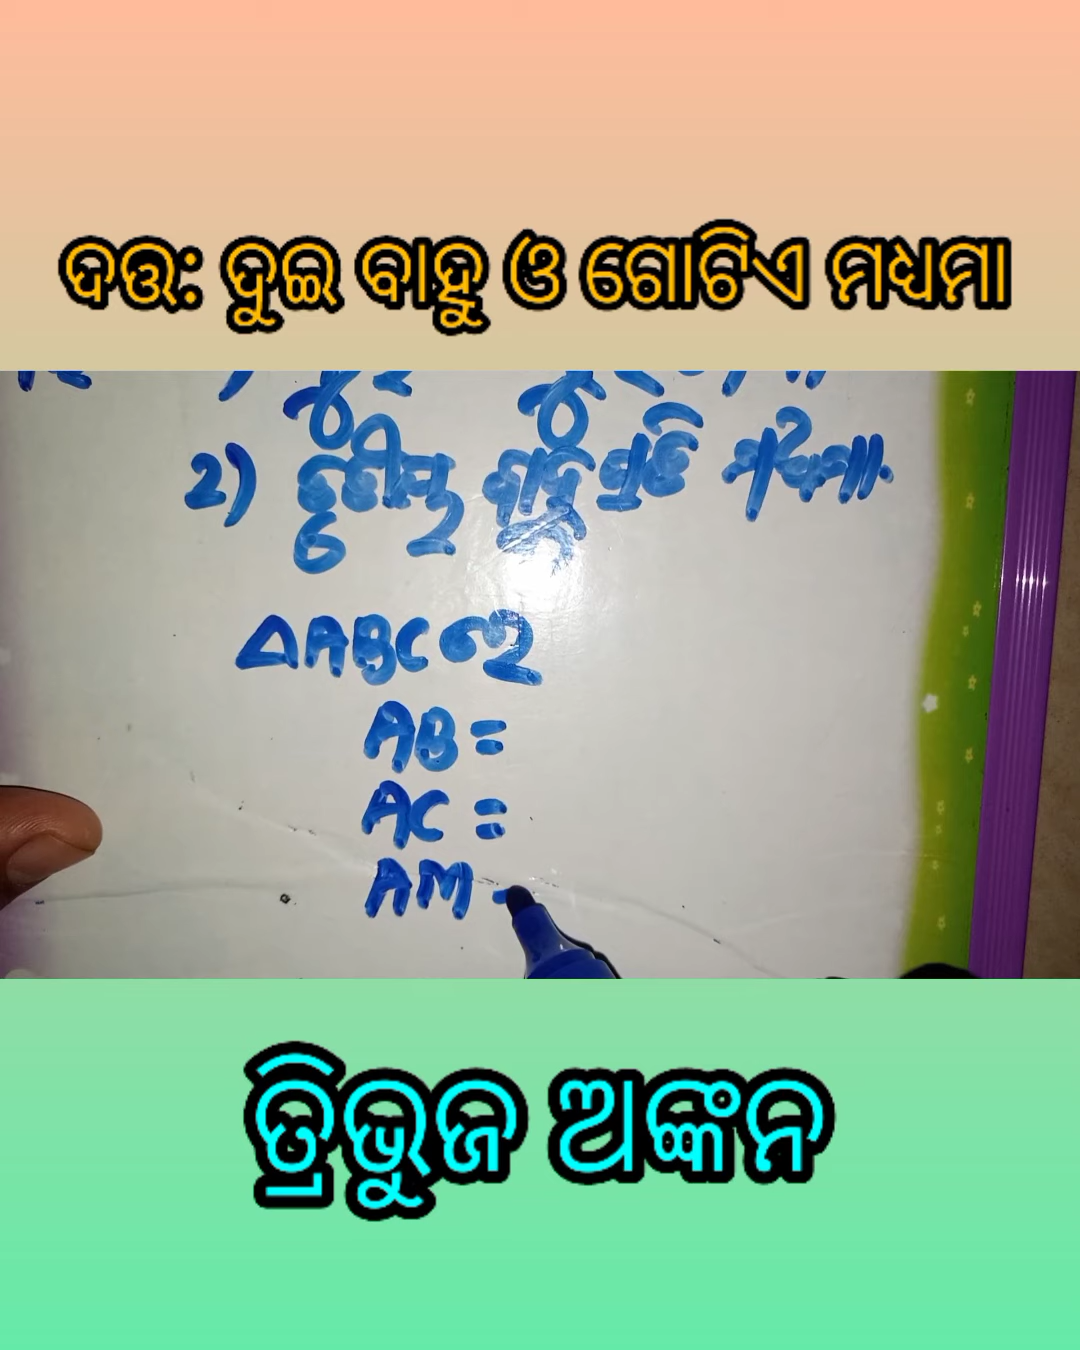 ଦତ୍ତ: ଦୁଇ ବାହୁ ଓ ଗୋଟିଏ ମଧ୍ୟମା
2) ତୃତୀୟ ବାହୁ ପ୍ରତି ମଧ୍ୟମା
ΔABC ରେ
AB=
AC =
AM -
ତ୍ରିଭୁଜ ଅଙ୍କନ